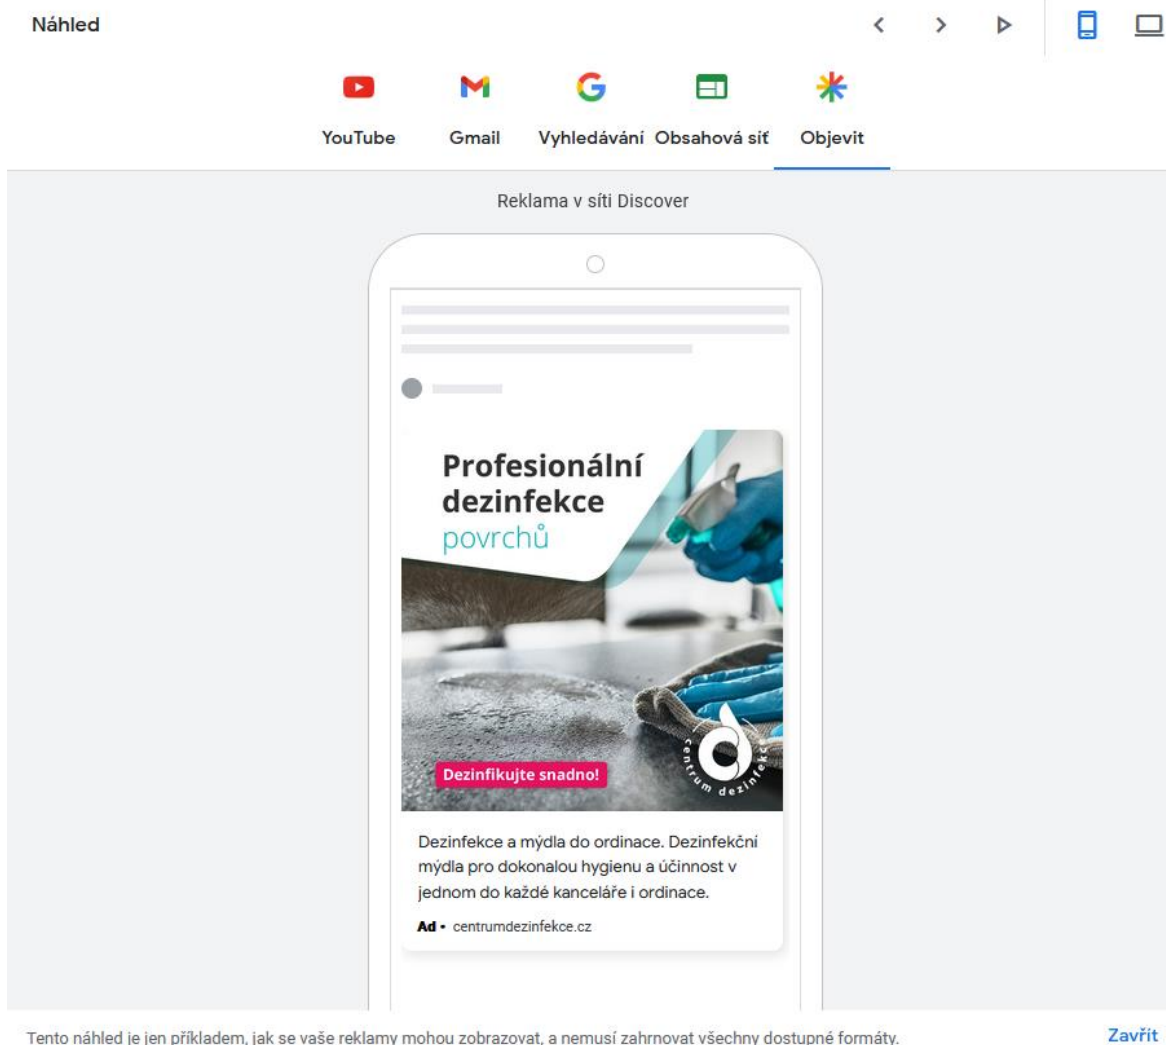 Náhled
YouTube
Gmail
Vyhledávání
Obsahová síť
Objevit
Reklama v síti Discover
Profesionální
dezinfekce
povrchů
Dezinfikujte snadno!
centrum dezinfekc
Dezinfekce a mýdla do ordinace. Dezinfekční
mýdla pro dokonalou hygienu a účinnost v
jednom do každé kanceláře i ordinace.
Ad • centrumdezinfekce.cz
Tento náhled je jen příkladem, jak se vaše reklamy mohou zobrazovat, a nemusí zahrnovat všechny dostupné formáty.
Zavřít